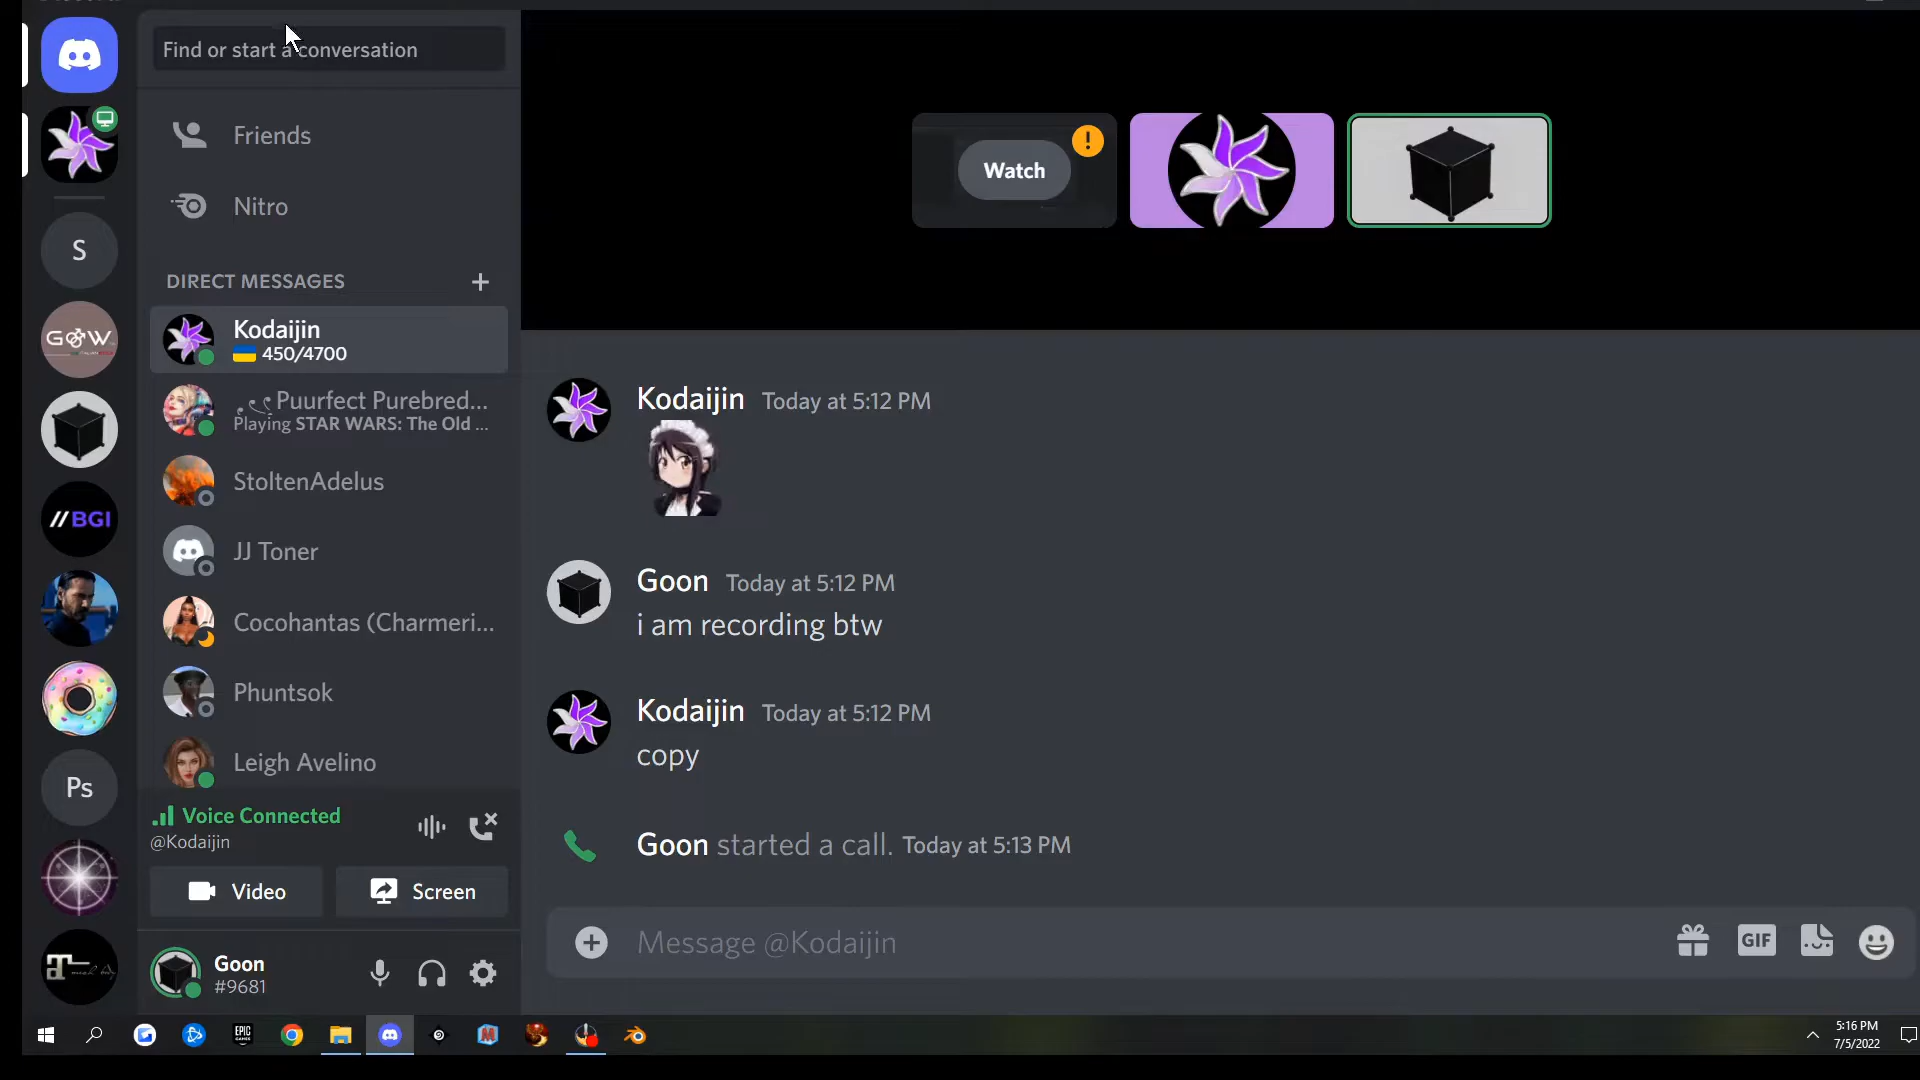 Find or start a conversation
Friends
Nitro
DIRECT MESSAGES
Kodaijin
450/4700
Puurfect Purebred...
Playing STAR WARS: The Old ...
StoltenAdelus
JJ Toner
Cocohantas (Charmeri...
Phuntsok
Leigh Avelino
Voice Connected
@Kodaijin
Video
Screen
Goon
#9681
S
GOW
//BGI
Ps
Watch
!
Kodaijin Today at 5:12 PM
Goon Today at 5:12 PM
i am recording btw
Kodaijin Today at 5:12 PM
copy
Goon started a call. Today at 5:13 PM
Message @Kodaijin
GIF
EPIC
GAMES
5:16 PM
7/5/2022